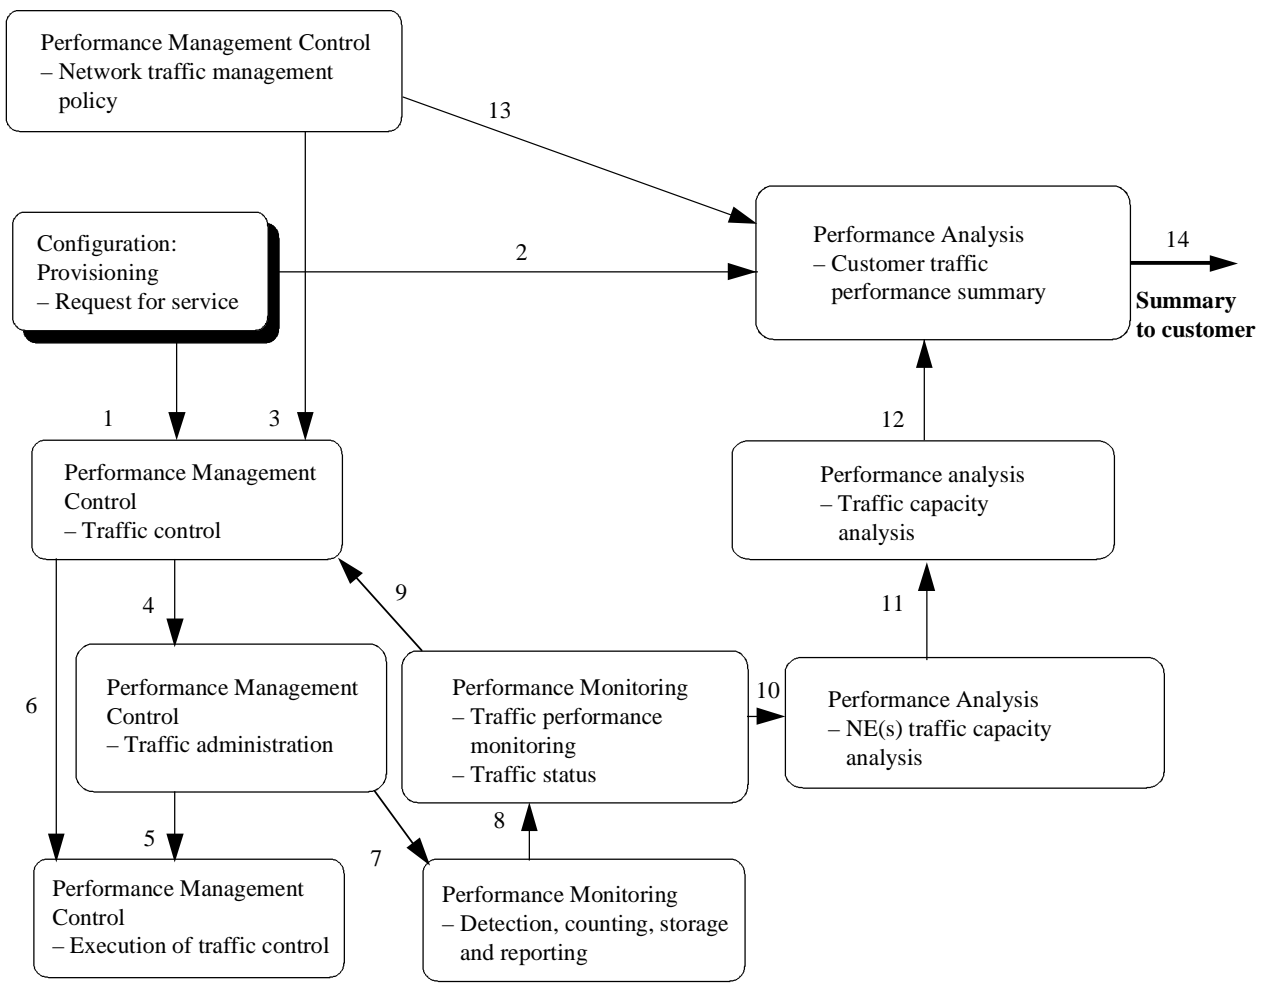 Performance Management Control
– Network traffic management
policy
13
Configuration:
Provisioning
– Request for service
2
Performance Analysis
– Customer traffic
performance summary
14
Summary
to customer
1
3
12
Performance Management
Control
– Traffic control
Performance analysis
– Traffic capacity
analysis
9
4
11
6
Performance Management
Control
– Traffic administration
Performance Monitoring
– Traffic performance
monitoring
– Traffic status
10
Performance Analysis
– NE(s) traffic capacity
analysis
5
7
8
Performance Management
Control
– Execution of traffic control
Performance Monitoring
– Detection, counting, storage
and reporting